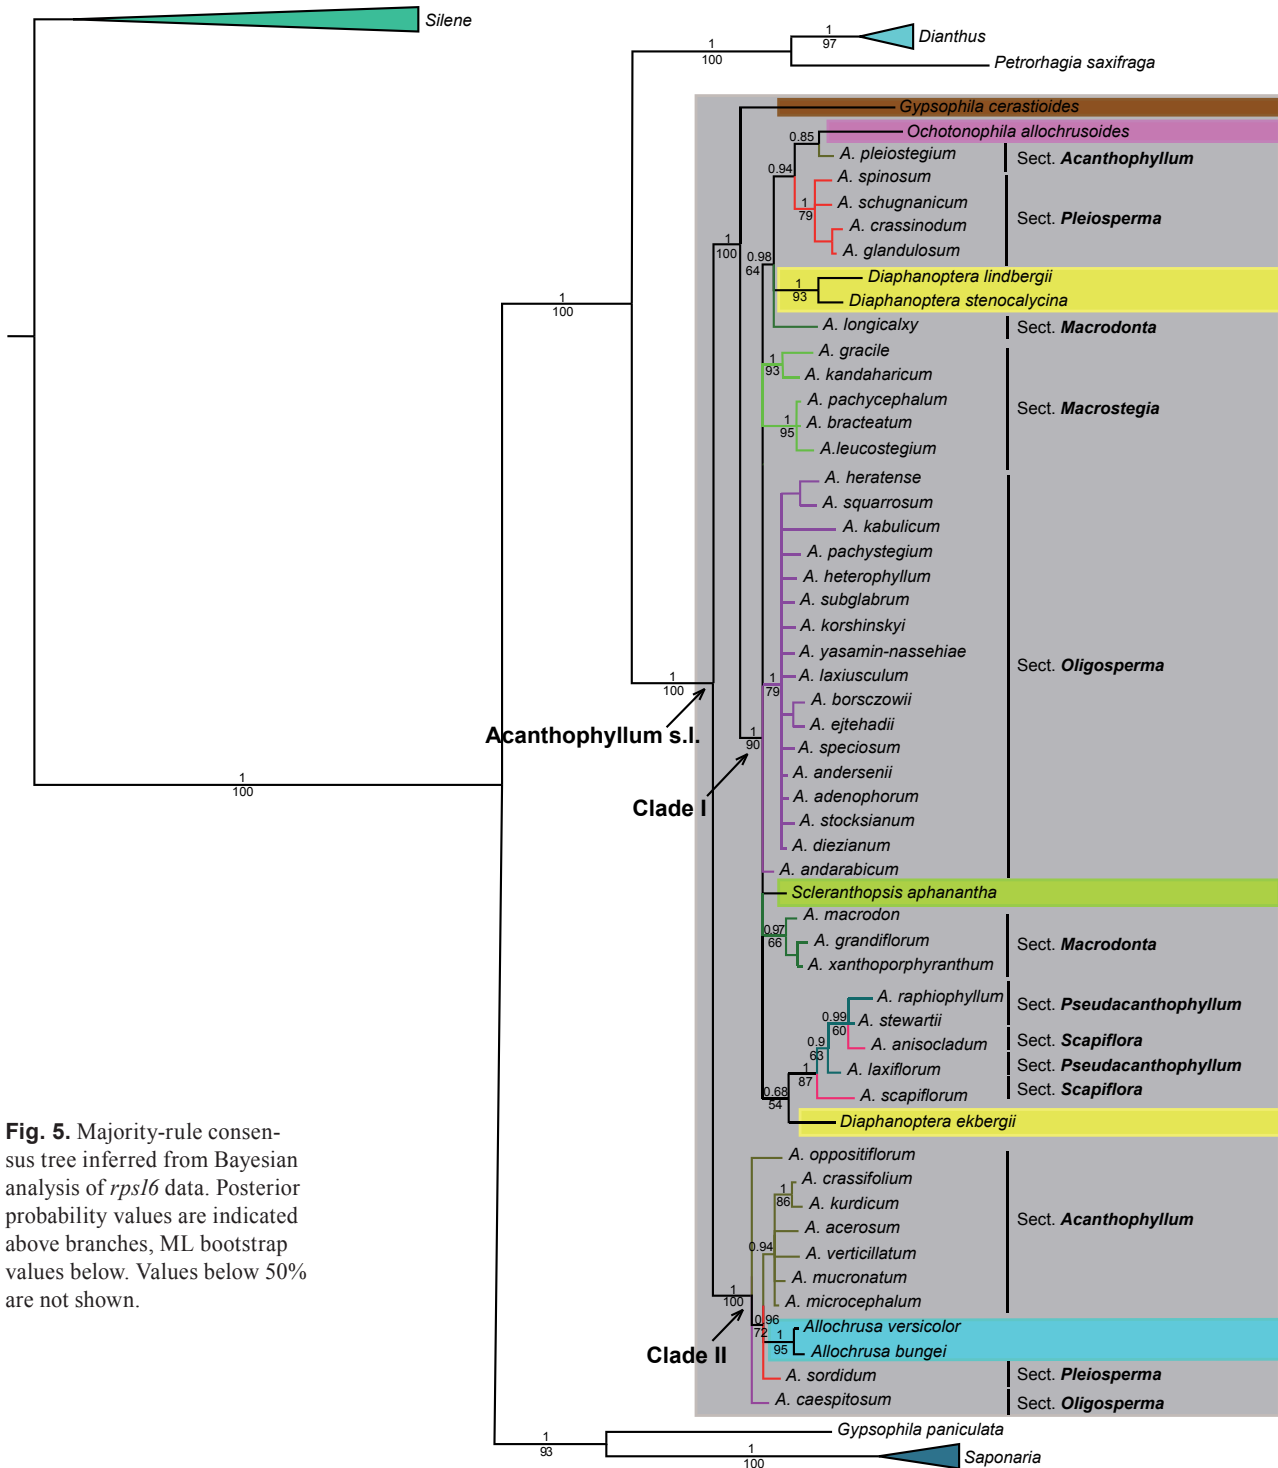 Silene
1
97
Dianthus
1
100
Petrorhagia saxifraga
Gypsophila cerastioides
Ochotonophila allochrusoides
0.85
A. pleiostegium
Sect. Acanthophyllum
0.94
A. spinosum
1
79
A. schugnanicum
Sect. Pleiosperma
A. crassinodum
A. glandulosum
1
100
0.98
64
Diaphanoptera lindbergii
1
93
Diaphanoptera stenocalycina
1
100
A. longicalxy
Sect. Macrodonta
A. gracile
1
93
A. kandaharicum
A. pachycephalum
Sect. Macrostegia
1
95
A. bracteatum
A.leucostegium
A. heratense
A. squarrosum
A. kabulicum
A. pachystegium
A. heterophyllum
A. subglabrum
A. korshinskyi
A. yasamin-nassehiae
Sect. Oligosperma
A. laxiusculum
1
79
1
100
A. borsczowii
A. ejtehadii
Acanthophyllum s.l.
1
90
A. speciosum
A. andersenii
1
100
A. adenophorum
Clade I
A. stocksianum
A. diezianum
A. andarabicum
Scleranthopsis aphanantha
A. macrodon
0.97
66
A. grandiflorum
Sect. Macrodonta
A. xanthoporphyranthum
A. raphiophyllum
Sect. Pseudacanthophyllum
0.99
60
A. stewartii
A. anisocladum
Sect. Scapiflora
0.9
63
A. laxiflorum
Sect. Pseudacanthophyllum
1
87
A. scapiflorum
Sect. Scapiflora
0.68
54
Diaphanoptera ekbergii
Fig. 5. Majority-rule consen-
sus tree inferred from Bayesian
analysis of rpsl6 data. Posterior
probability values are indicated
above branches, ML bootstrap
values below. Values below 50%
are not shown.
A. oppositiflorum
A. crassifolium
1
86
A. kurdicum
A. acerosum
Sect. Acanthophyllum
0.94
A. verticillatum
A. mucronatum
1
100
A. microcephalum
0.96
72
Allochrusa versicolor
1
95
Allochrusa bungei
Clade II
A. sordidum
Sect. Pleiosperma
A. caespitosum
Sect. Oligosperma
Gypsophila paniculata
1
93
1
100
Saponaria